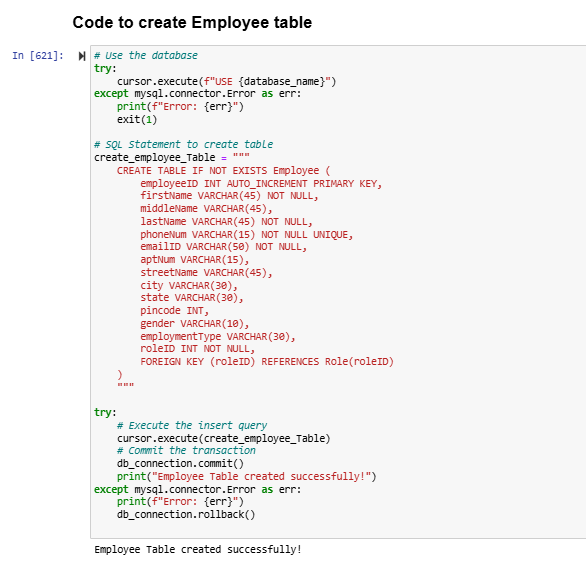 Code to create Employee table
In [621]:
# Use the database
try:
    cursor.execute(f"USE {database_name}")
except mysql.connector.Error as err:
    print(f"Error: {err}")
    exit(1)

# SQL Statement to create table
create_employee_Table = """
    CREATE TABLE IF NOT EXISTS Employee (
        employeeID INT AUTO_INCREMENT PRIMARY KEY,
        firstName VARCHAR(45) NOT NULL,
        middleName VARCHAR(45),
        lastName VARCHAR(45) NOT NULL,
        phoneNum VARCHAR(15) NOT NULL UNIQUE,
        emailID VARCHAR(50) NOT NULL,
        aptNum VARCHAR(15),
        streetName VARCHAR(45),
        city VARCHAR(30),
        state VARCHAR(30),
        pincode INT,
        gender VARCHAR(10),
        employmentType VARCHAR(30),
        roleID INT NOT NULL,
        FOREIGN KEY (roleID) REFERENCES Role(roleID)
    )
    """

try:
    # Execute the insert query
    cursor.execute(create_employee_Table)
    # Commit the transaction
    db_connection.commit()
    print("Employee Table created successfully!")
except mysql.connector.Error as err:
    print(f"Error: {err}")
    db_connection.rollback()

Employee Table created successfully!